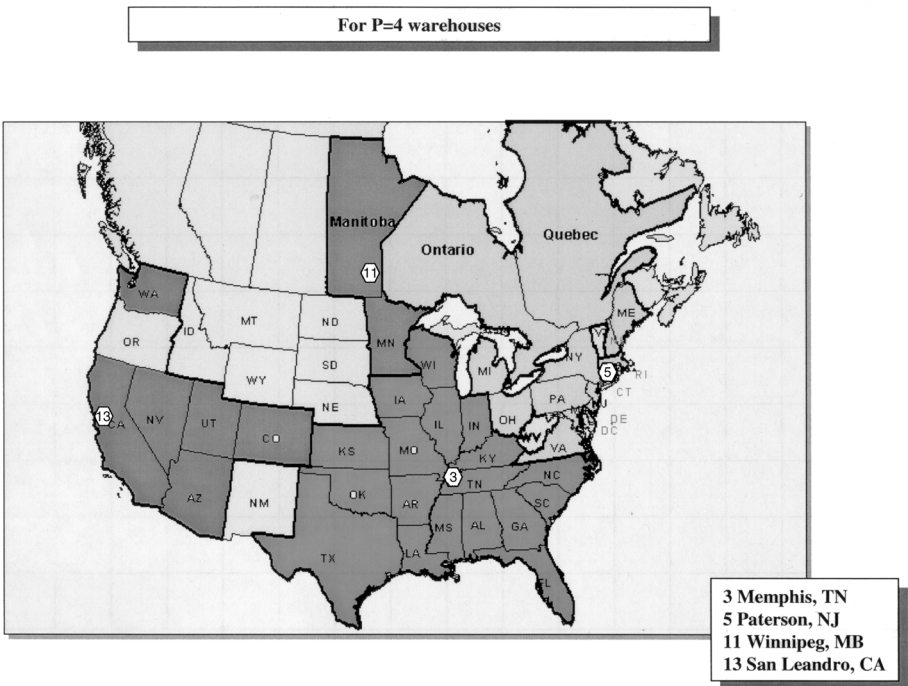 For P=4 warehouses
Manitoba
Ontario
Quebec
11
WA
MT
ND
MN
ME
ID
OR
SD
WI
MI
NY
5
RI
WY
CT
NE
IA
PA
NJ
13
CA
NV
UT
CO
IL
IN
OH
DE
DC
KS
MO
WV
VA
KY
3
TN
NC
AZ
NM
OK
AR
SC
MS
AL
GA
TX
LA
FL
3 Memphis, TN
5 Paterson, NJ
11 Winnipeg, MB
13 San Leandro, CA